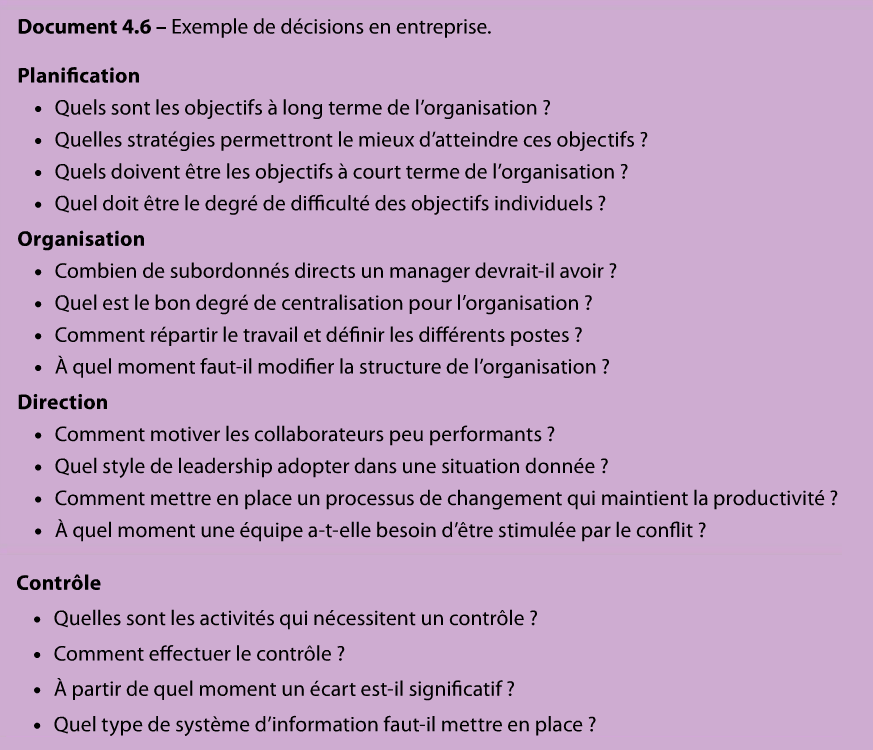 Document 4.6 – Exemple de décisions en entreprise.
Planification
• Quels sont les objectifs à long terme de l’organisation ?
• Quelles stratégies permettront le mieux d’atteindre ces objectifs ?
• Quels doivent être les objectifs à court terme de l’organisation ?
• Quel doit être le degré de difficulté des objectifs individuels ?
Organisation
• Combien de subordonnés directs un manager devrait-il avoir ?
• Quel est le bon degré de centralisation pour l’organisation ?
• Comment répartir le travail et définir les différents postes ?
• À quel moment faut-il modifier la structure de l’organisation ?
Direction
• Comment motiver les collaborateurs peu performants ?
• Quel style de leadership adopter dans une situation donnée ?
• Comment mettre en place un processus de changement qui maintient la productivité ?
• À quel moment une équipe a-t-elle besoin d’être stimulée par le conflit ?
Contrôle
• Quelles sont les activités qui nécessitent un contrôle ?
• Comment effectuer le contrôle ?
• À partir de quel moment un écart est-il significatif ?
• Quel type de système d’information faut-il mettre en place ?